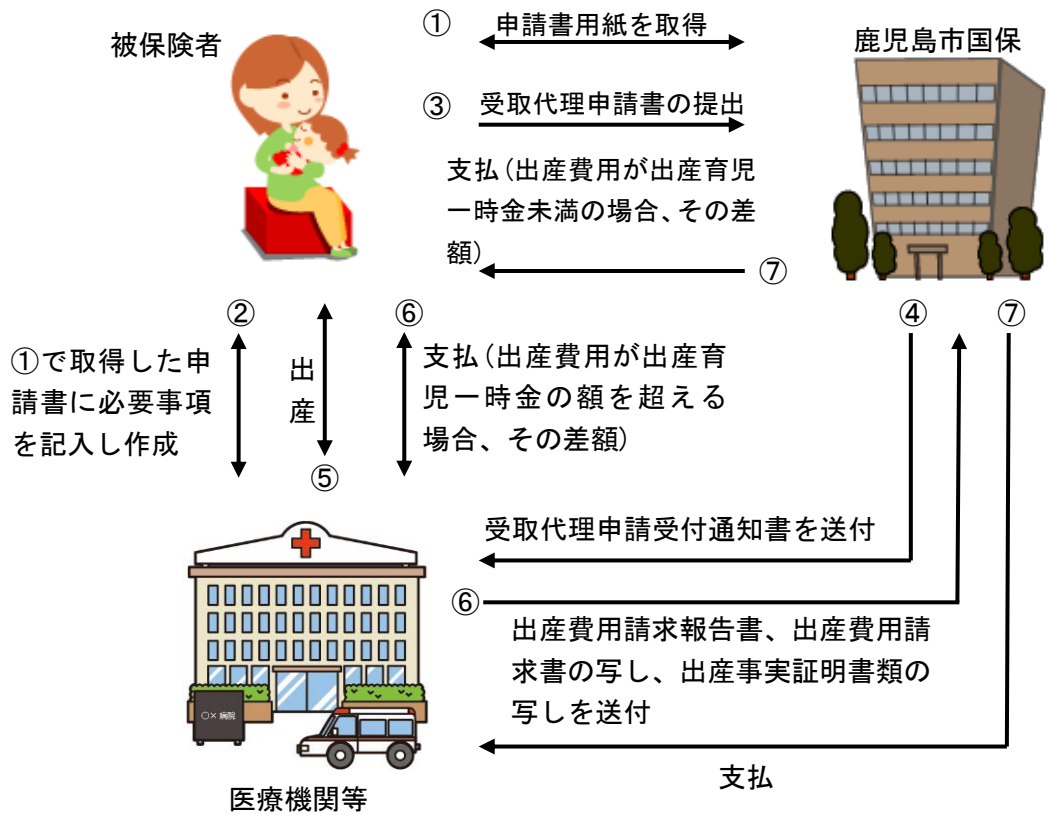 被保険者
① 申請書用紙を取得
鹿児島市国保
③ 受取代理申請書の提出
支払(出産費用が出産育児
一時金未満の場合、その差
額)
⑦
②
①で取得した申
請書に必要事項
を記入し作成
出
産
⑤
⑥
支払(出産費用が出産育
児一時金の額を超える
場合、その差額)
④
⑦
受取代理申請受付通知書を送付
⑥
出産費用請求報告書、出産費用請
求書の写し、出産事実証明書類の
写しを送付
支払
〇×病院
医療機関等